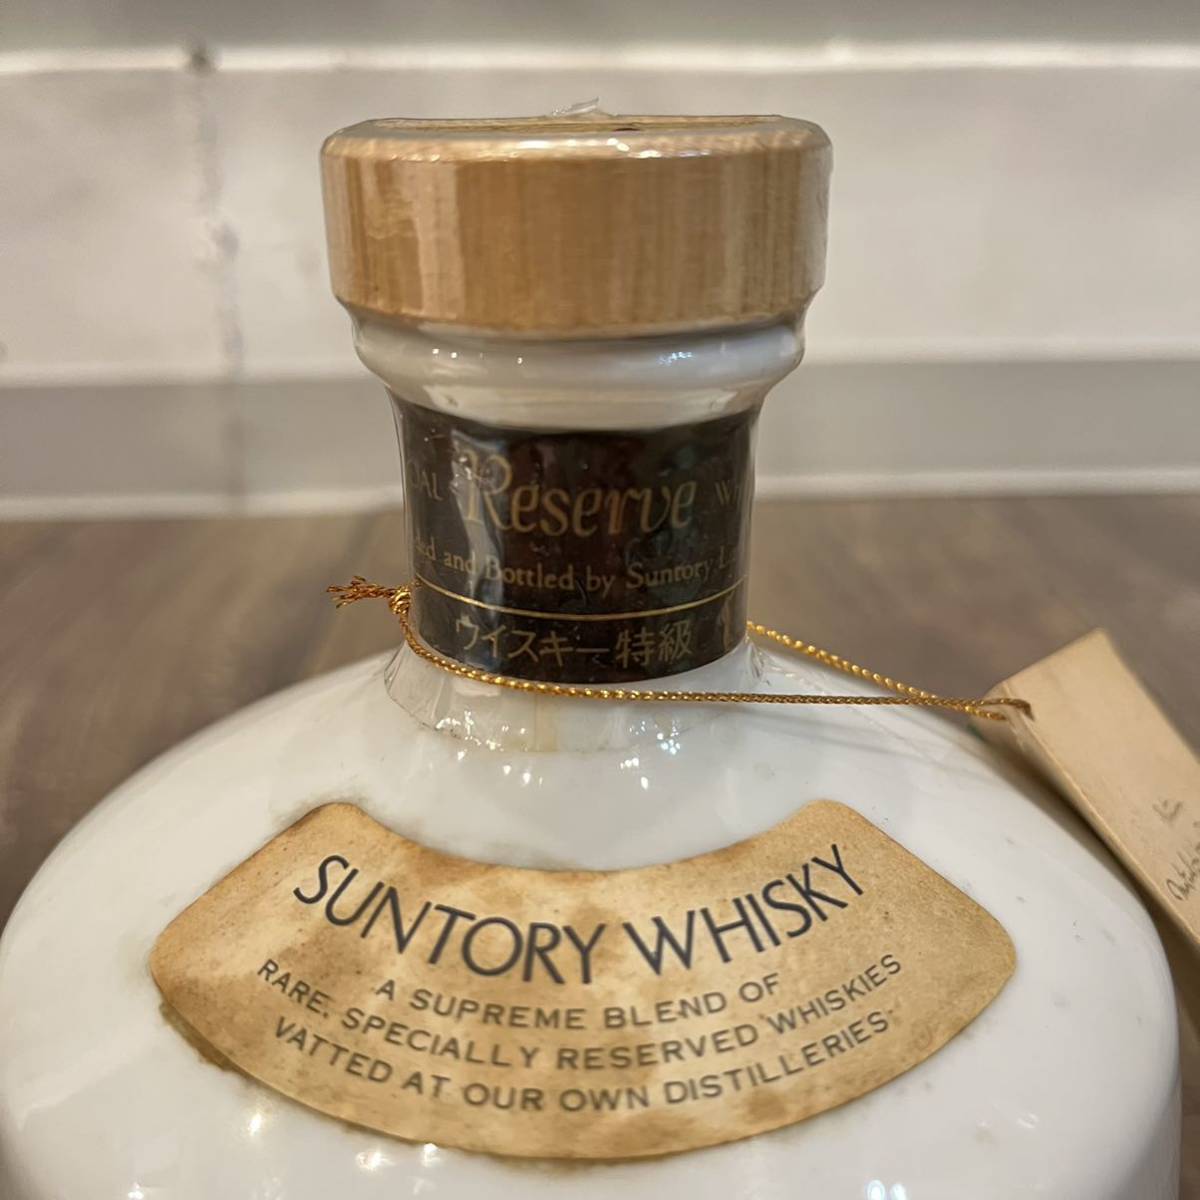 Reserve
and Bottled by Suntory
ウイスキー特級
SUNTORY WHISKY
A SUPREME BLEND OF
RARE, SPECIALLY RESERVED WHISKIES
VATTED AT OUR OWN DISTILLERIES